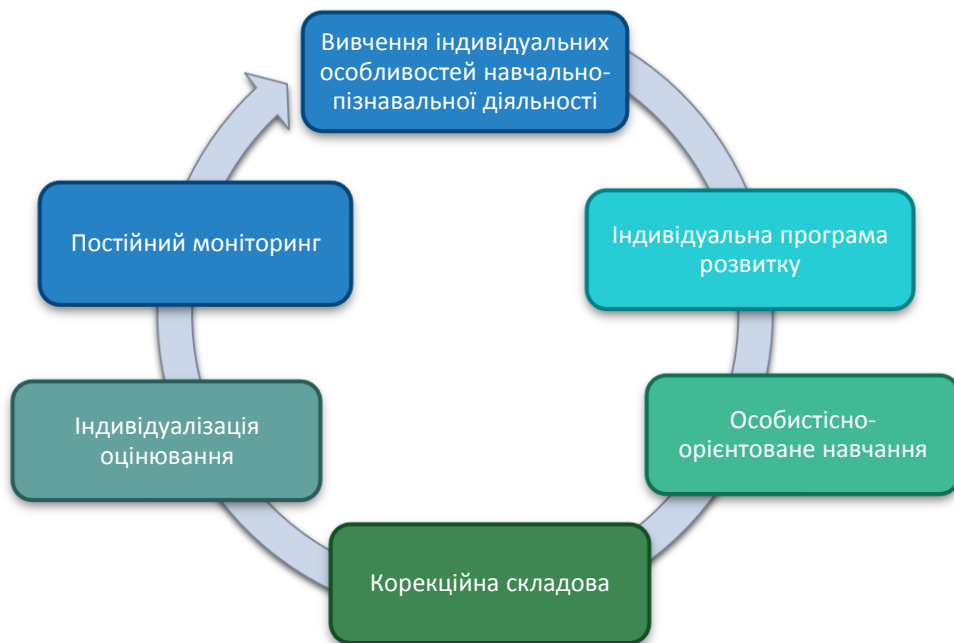 Вивчення індивідуальних
особливостей навчально-
пізнавальної діяльності
Індивідуальна програма
розвитку
Особистісно-
орієнтоване навчання
Корекційна складова
Індивідуалізація
оцінювання
Постійний моніторинг